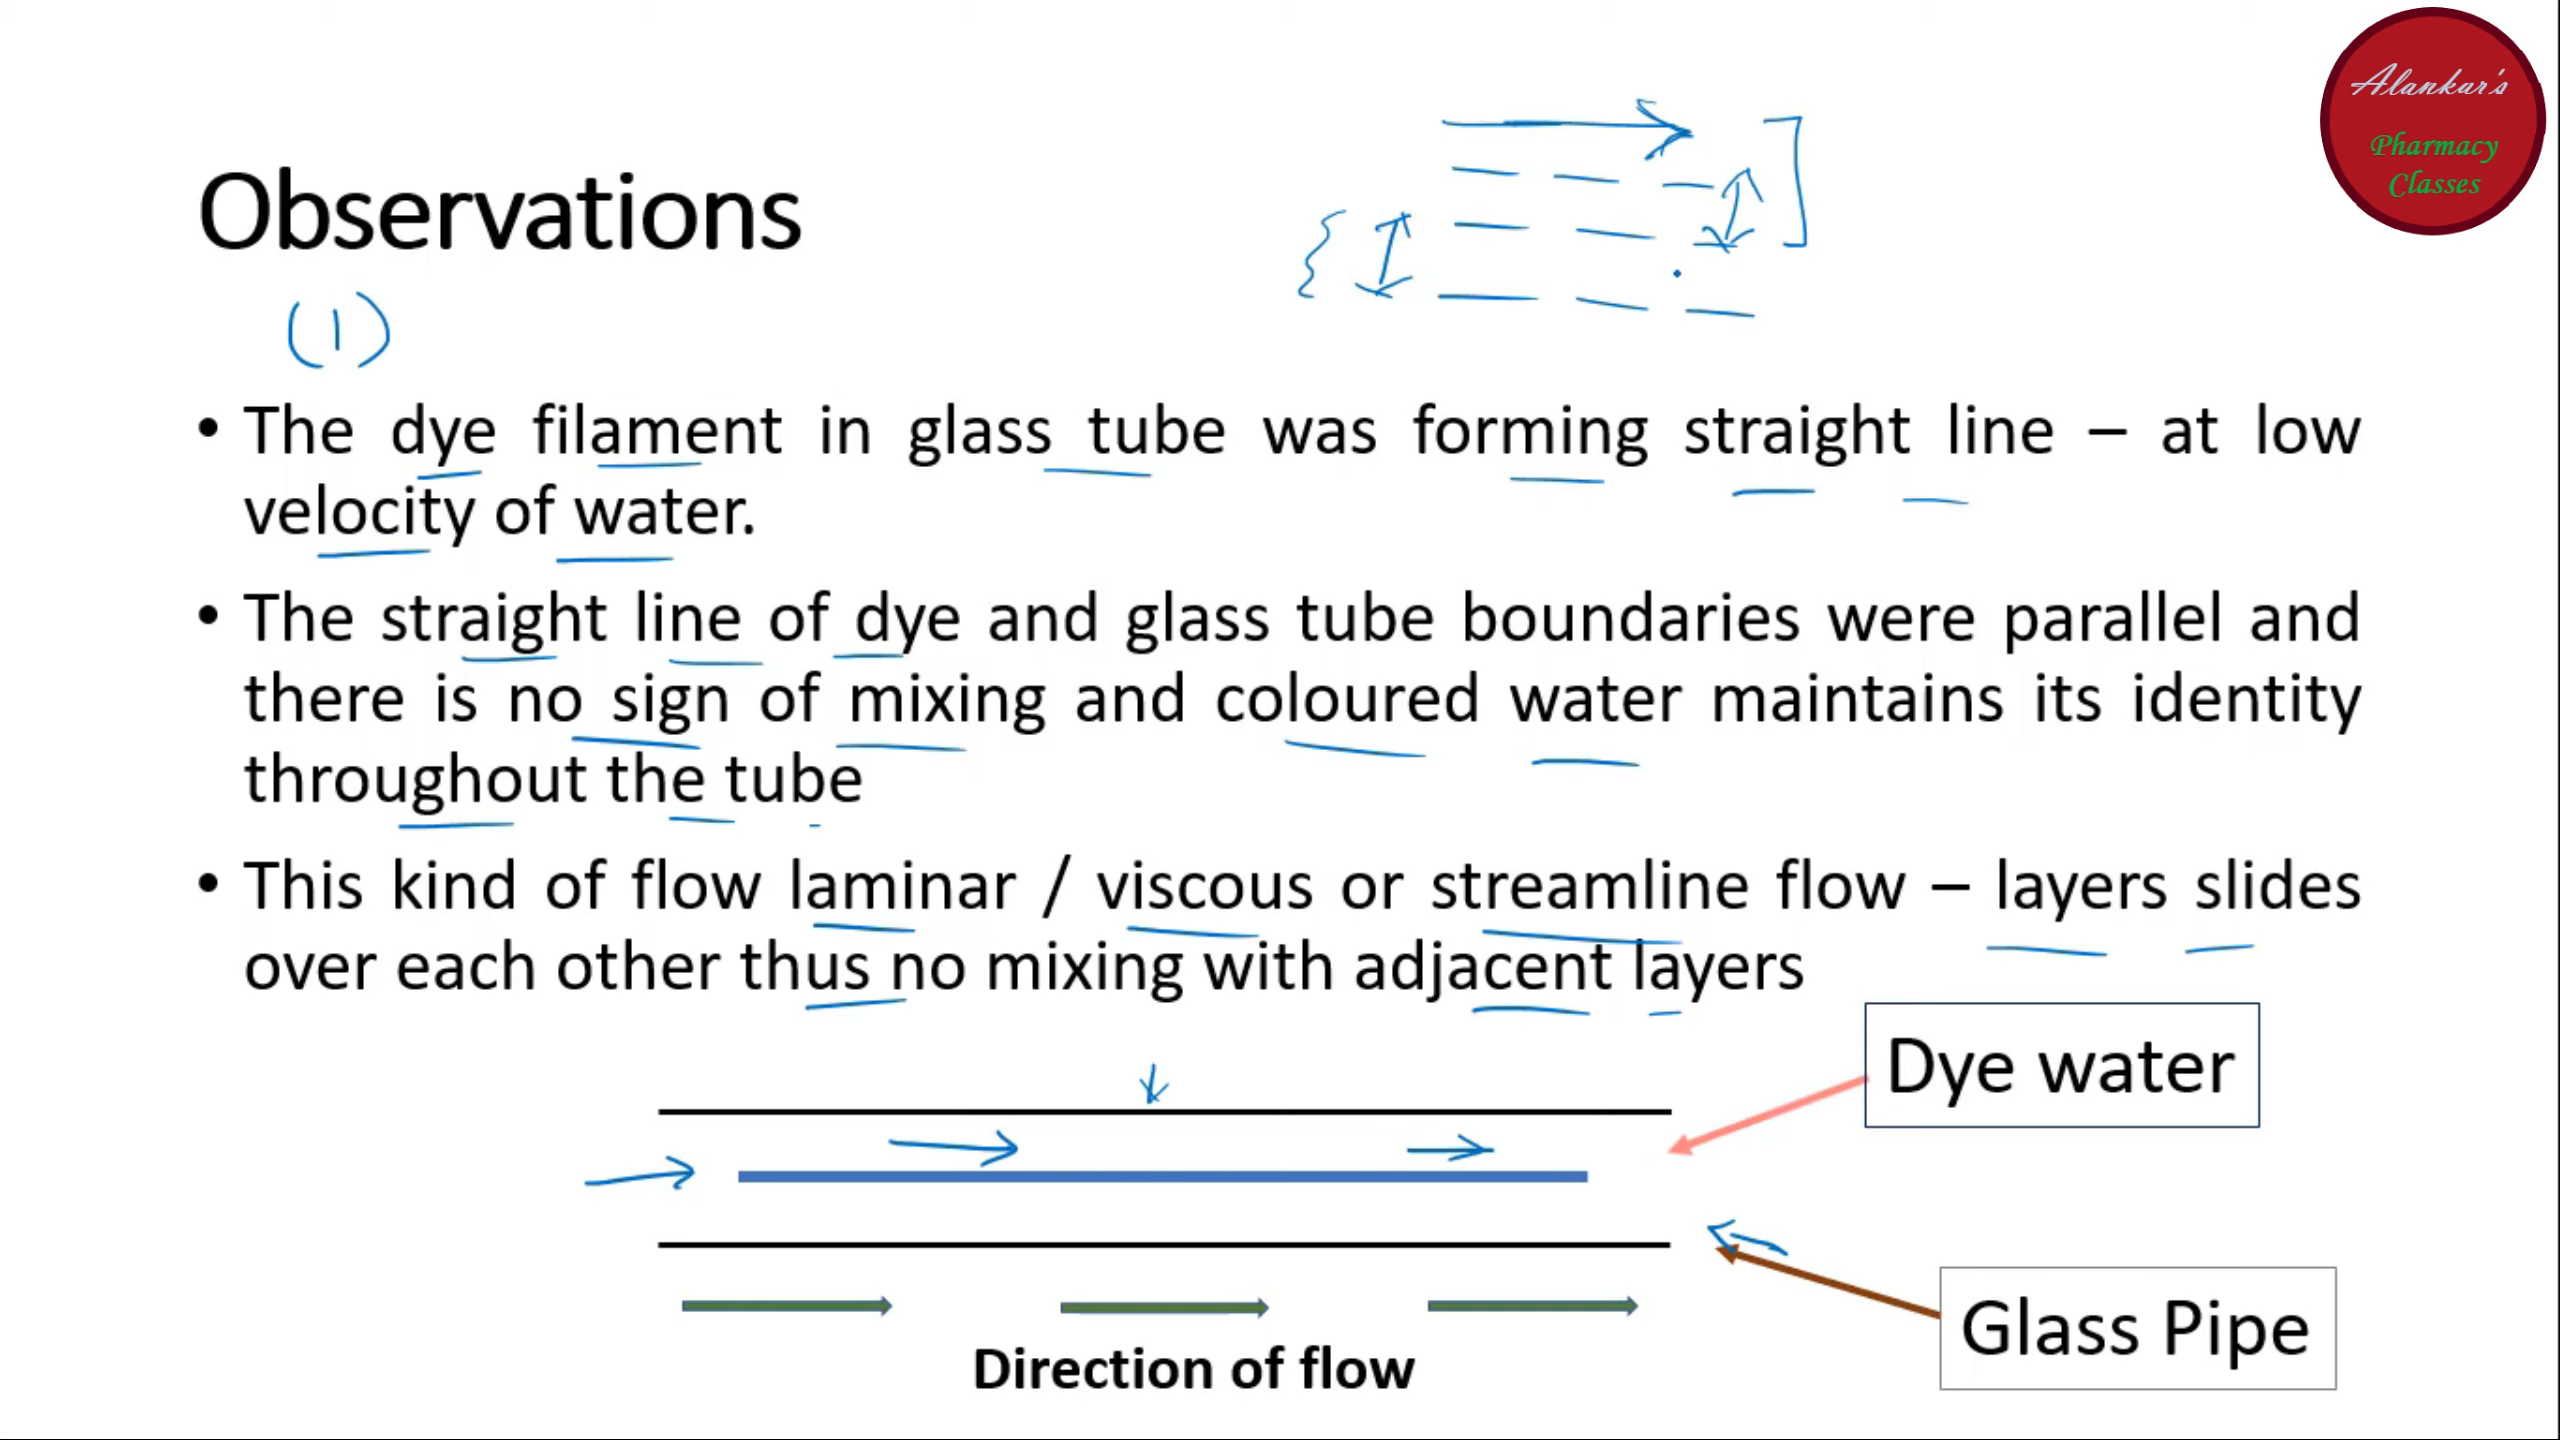 Alankar's
Pharmacy
Classes
Observations
(1)
• The dye filament in glass tube was forming straight line – at low
velocity of water.
• The straight line of dye and glass tube boundaries were parallel and
there is no sign of mixing and coloured water maintains its identity
throughout the tube
• This kind of flow laminar / viscous or streamline flow – layers slides
over each other thus no mixing with adjacent layers
Dye water
Glass Pipe
Direction of flow